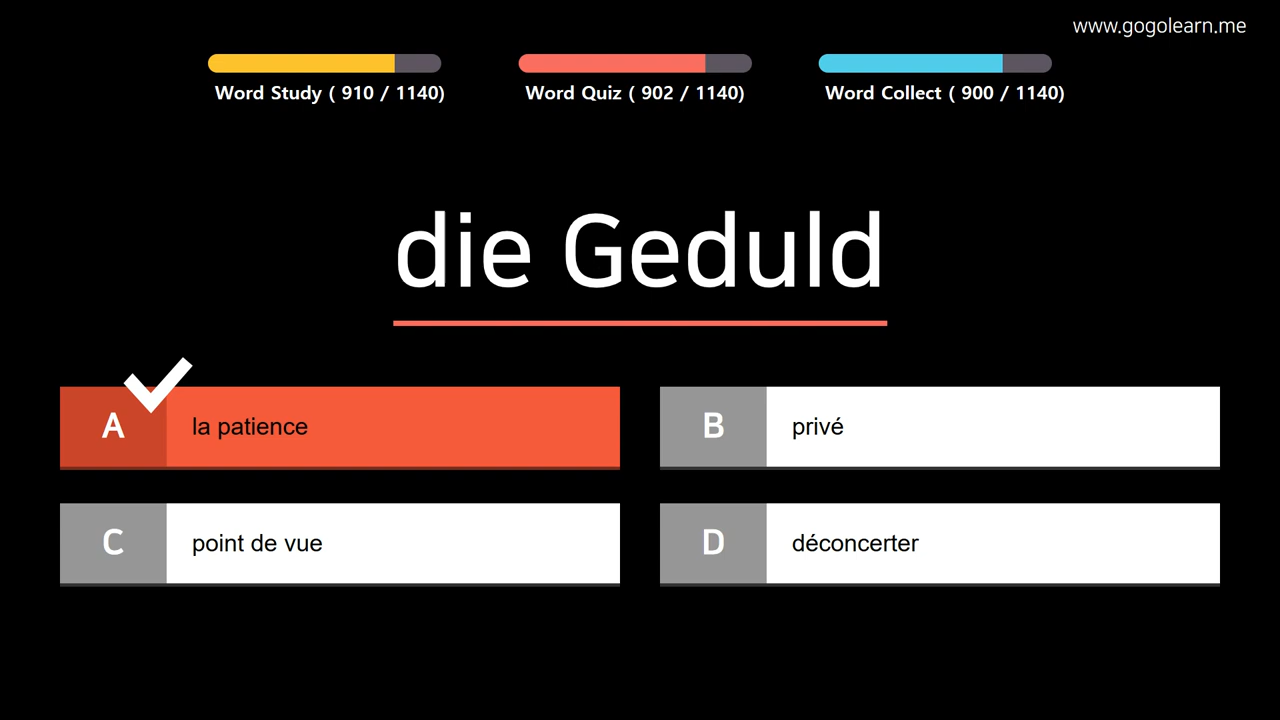 www.gogolearn.me
Word Study ( 910 / 1140)
Word Quiz ( 902 / 1140)
Word Collect ( 900 / 1140)
die Geduld
A la patience
B privé
C point de vue
D déconcerter